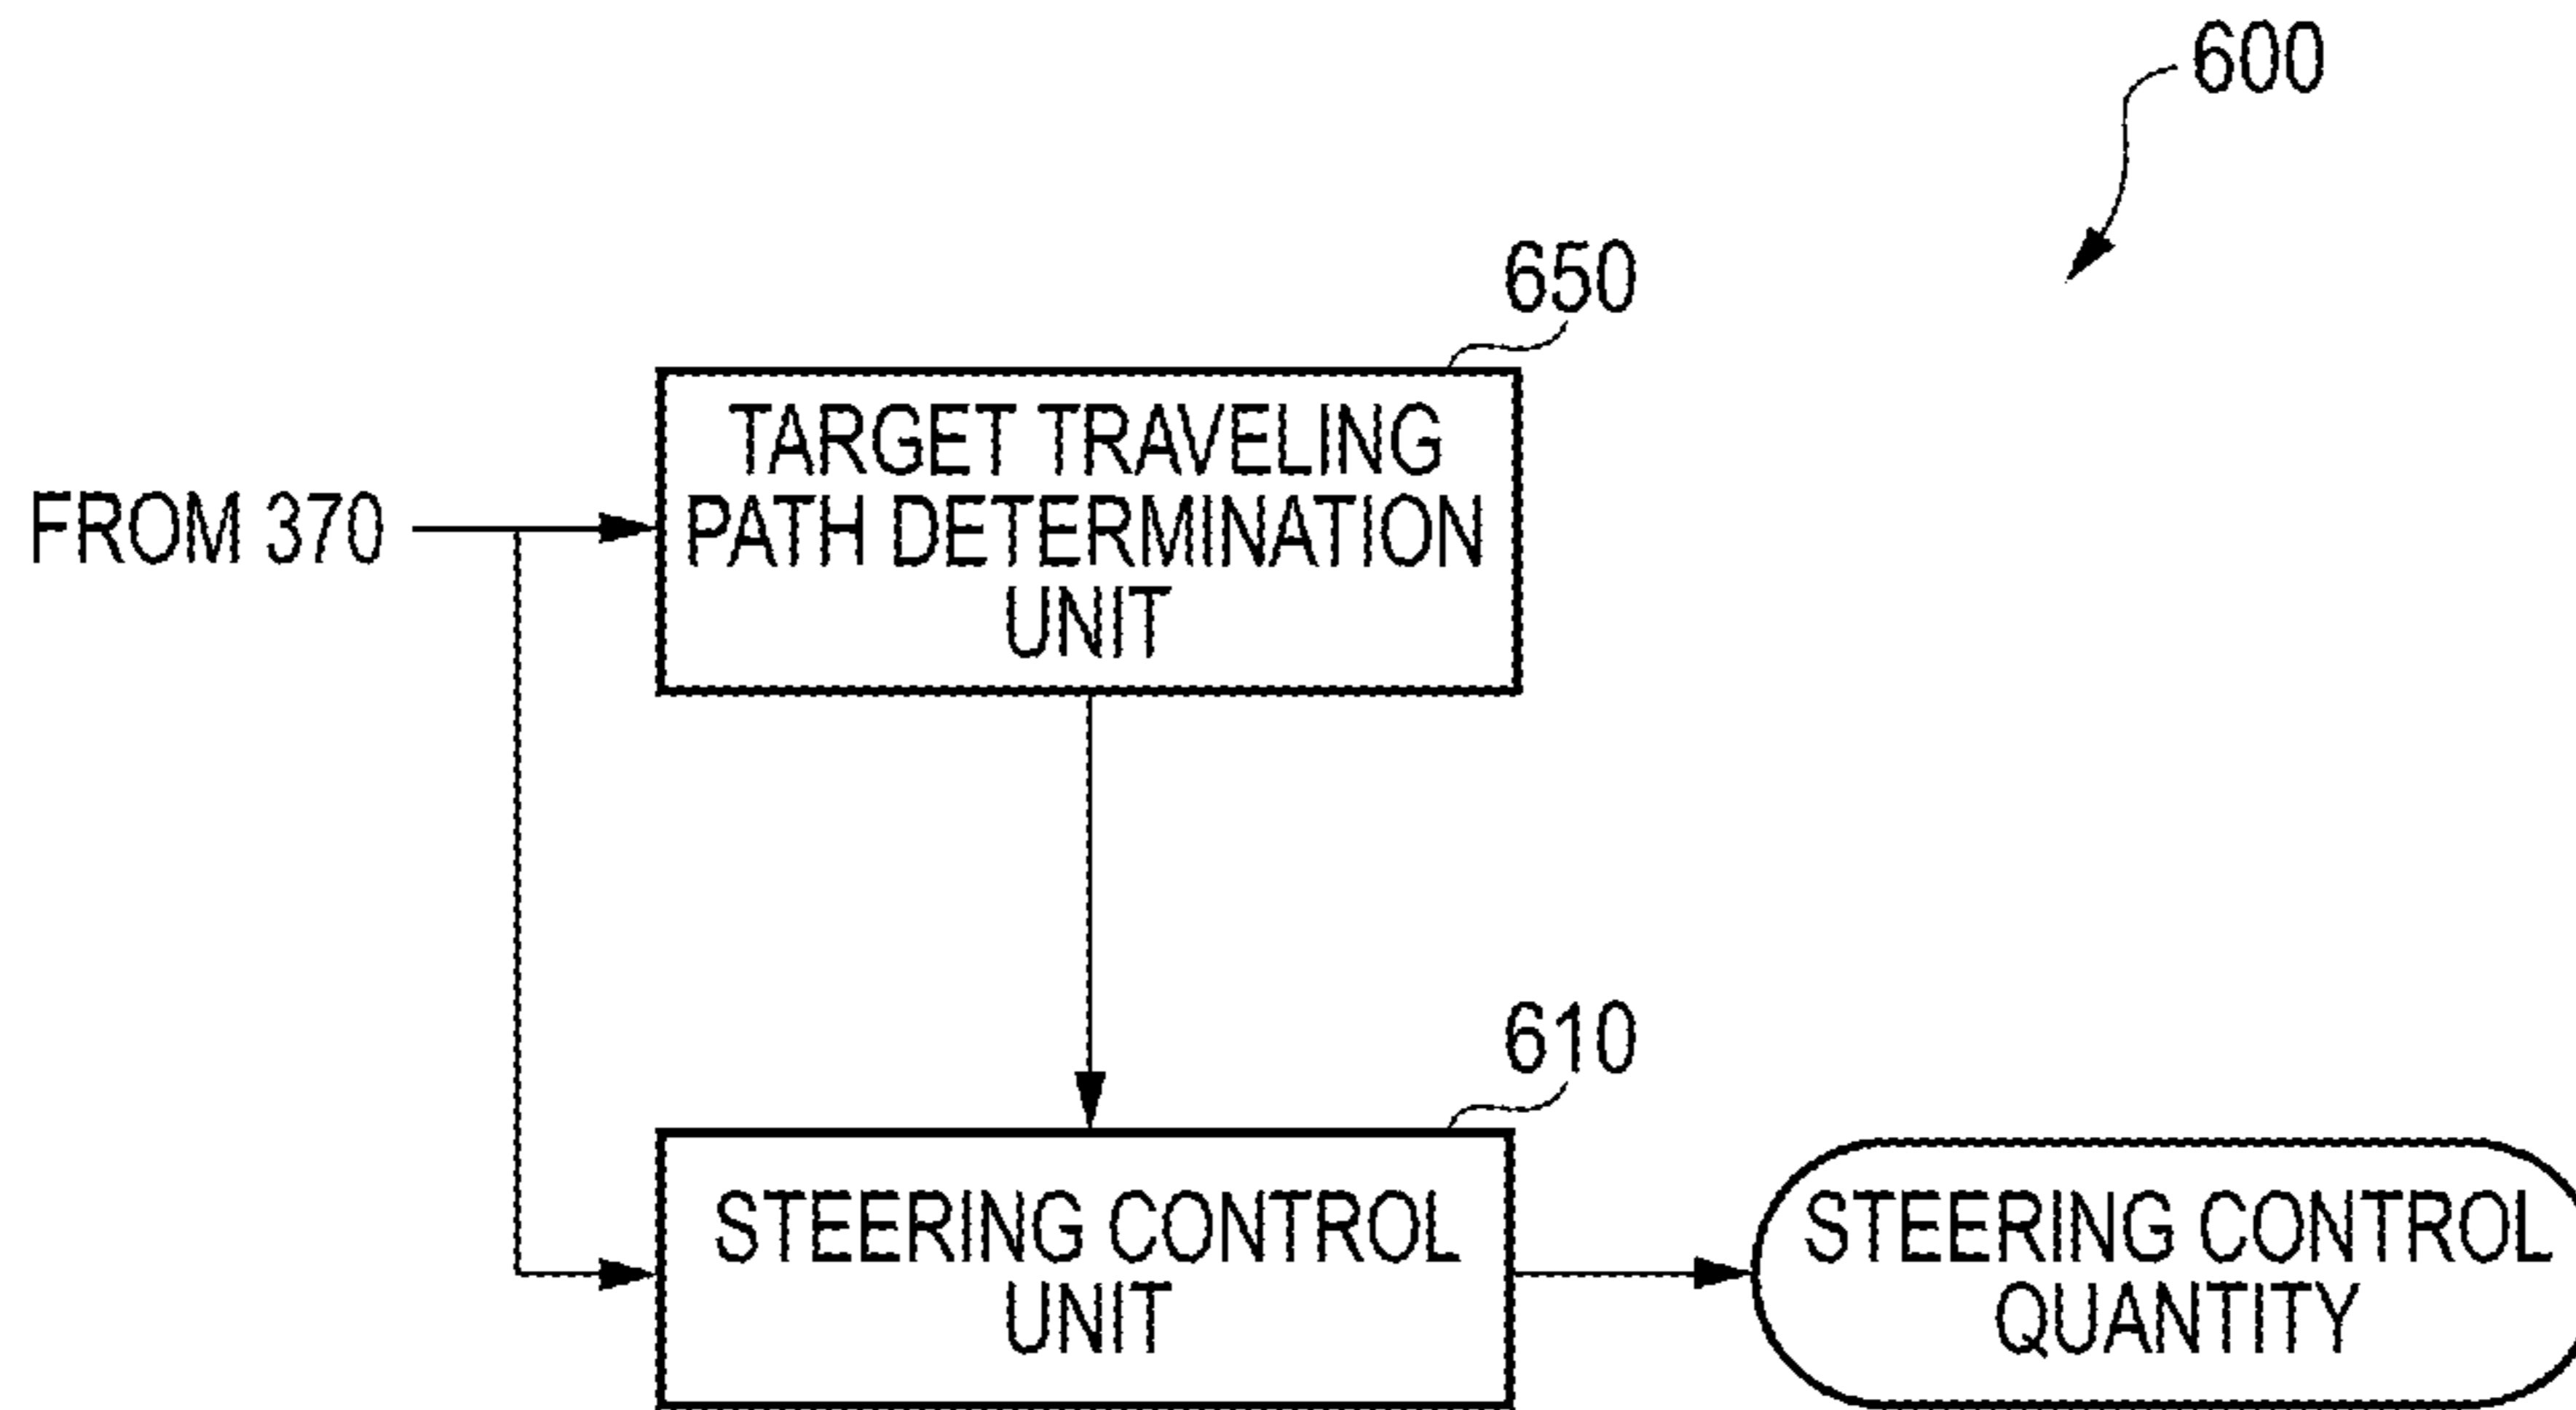 600
650
TARGET TRAVELING
PATH DETERMINATION
UNIT
FROM 370
610
STEERING CONTROL
UNIT
STEERING CONTROL
QUANTITY